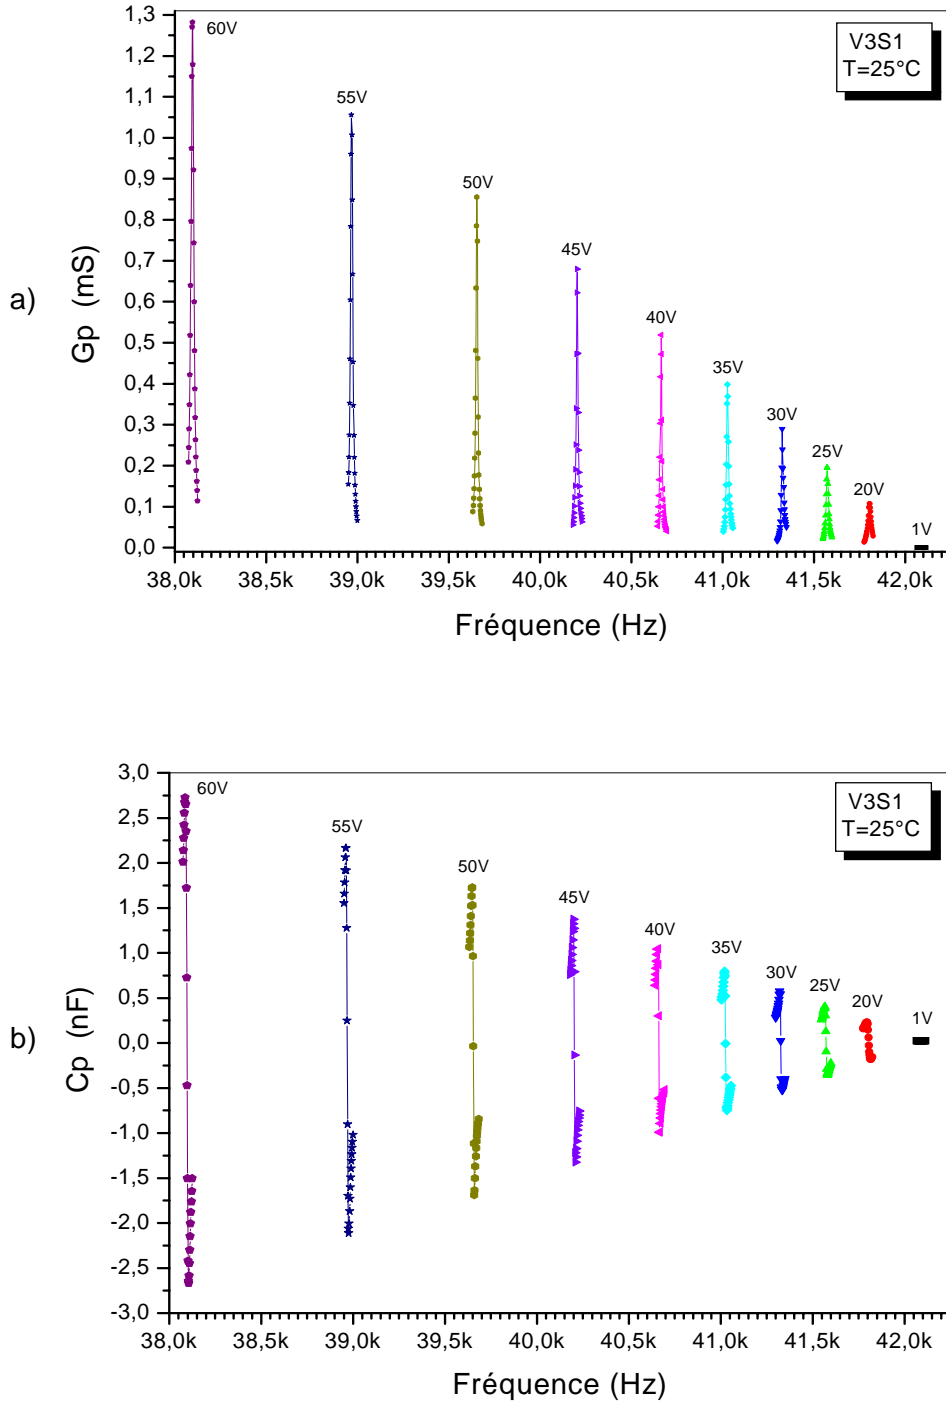 1,3
1,2
1,1
1,0
0,9
0,8
0,7
0,6
0,5
0,4
0,3
0,2
0,1
0,0
60V
55V
50V
45V
40V
35V
30V
25V
20V
1V
V3S1
T=25°C
a)
Gp (mS)
38,0k 38,5k 39,0k 39,5k 40,0k 40,5k 41,0k 41,5k 42,0k
Fréquence (Hz)
3,0
2,5
2,0
1,5
1,0
0,5
0,0
-0,5
-1,0
-1,5
-2,0
-2,5
-3,0
60V
55V
50V
45V
40V
35V
30V
25V
20V
1V
V3S1
T=25°C
b)
Cp (nF)
38,0k 38,5k 39,0k 39,5k 40,0k 40,5k 41,0k 41,5k 42,0k
Fréquence (Hz)